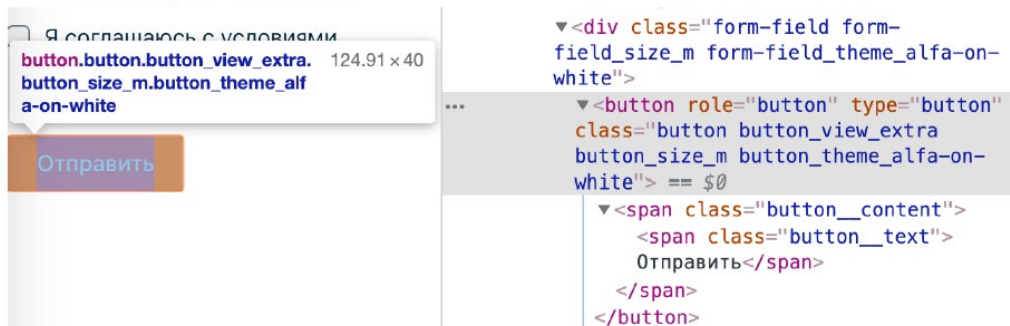 Я соглашаюсь с условиями
button.button.button_view_extra. 124.91 × 40
button_size_m.button_theme_alf
a-on-white
Отправить
▼<div class="form-field form-
field_size_m form-field_theme_alfa-on-
white">
••• ▼<button role="button" type="button"
class="button button_view_extra
button_size_m button_theme_alfa-on-
white"> == $0
▼<span class="button__content">
<span class="button__text">
Отправить</span>
</span>
</button>